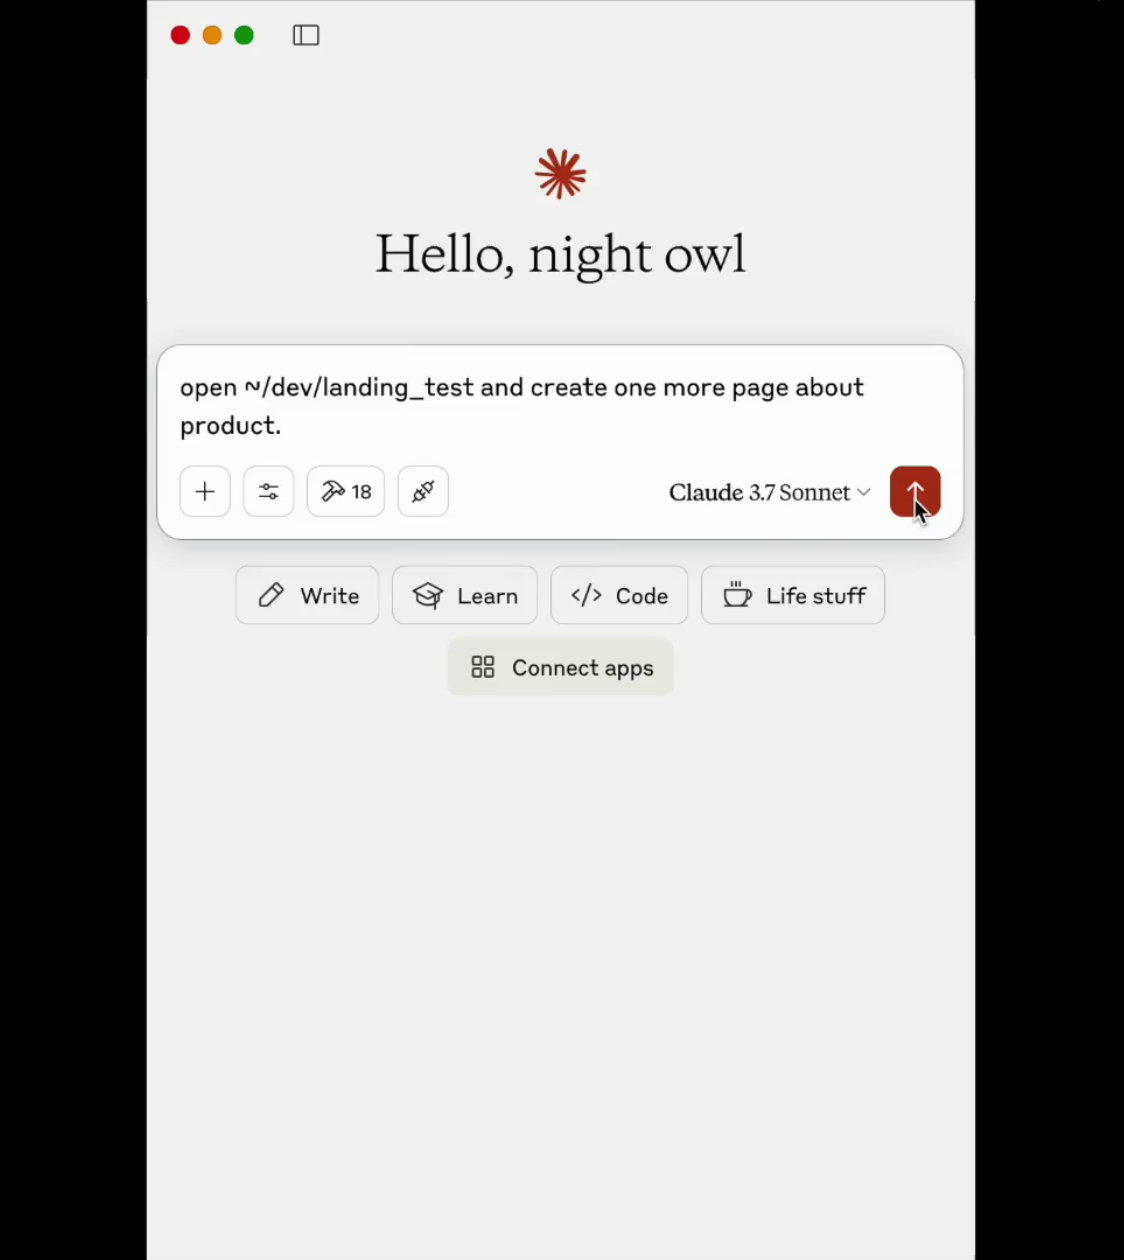 Hello, night owl
open ~/dev/landing_test and create one more page about
product.
18
Claude 3.7 Sonnet
Write
Learn
</> Code
Life stuff
Connect apps